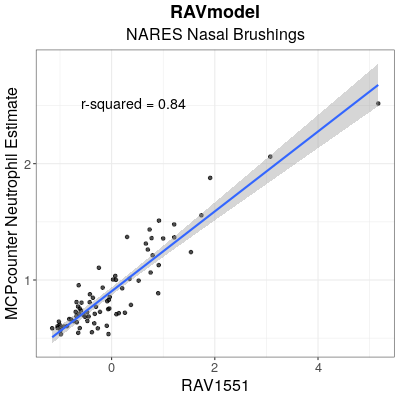 RAVmodel
NARES Nasal Brushings
MCPcounter Neutrophil Estimate
r-squared = 0.84
2
1
0
2
4
RAV1551